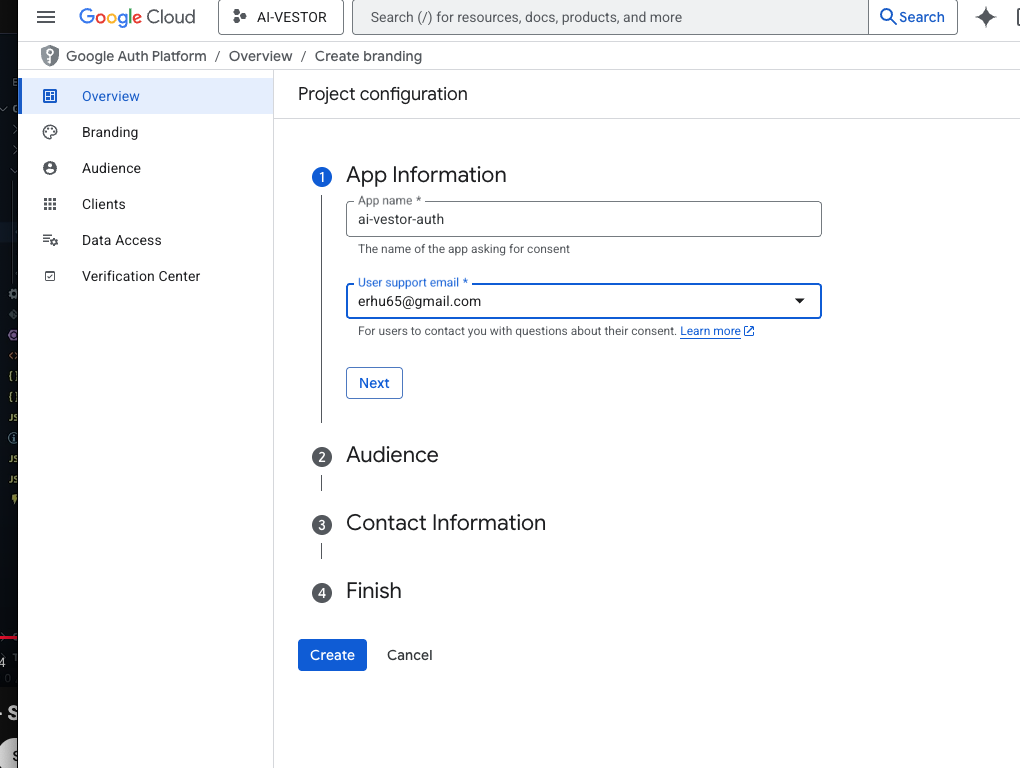 Google Cloud
AI-VESTOR
Search (/) for resources, docs, products, and more
Search
Google Auth Platform / Overview / Create branding
Overview
Branding
Audience
Clients
Data Access
Verification Center
Project configuration
1 App Information
App name *
ai-vestor-auth
The name of the app asking for consent
User support email *
erhu65@gmail.com
For users to contact you with questions about their consent. Learn more
Next
2 Audience
3 Contact Information
4 Finish
Create Cancel